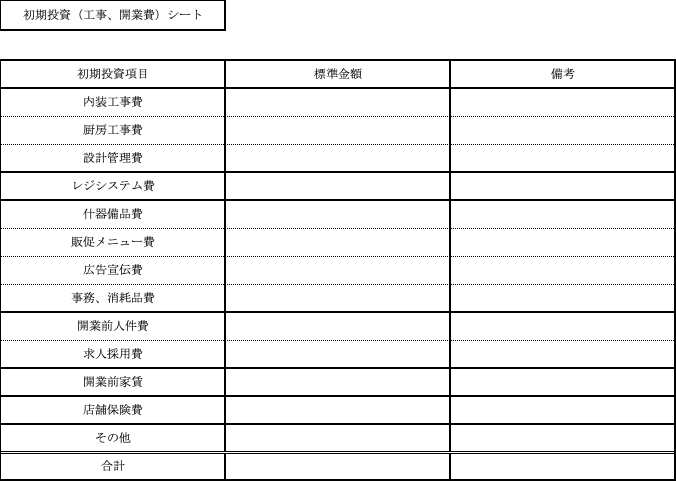 初期投資（工事、開業費）シート
初期投資項目 標準金額 備考
内装工事費
厨房工事費
設計管理費
レジシステム費
什器備品費
販促メニュー費
広告宣伝費
事務、消耗品費
開業前人件費
求人採用費
開業前家賃
店舗保険費
その他
合計